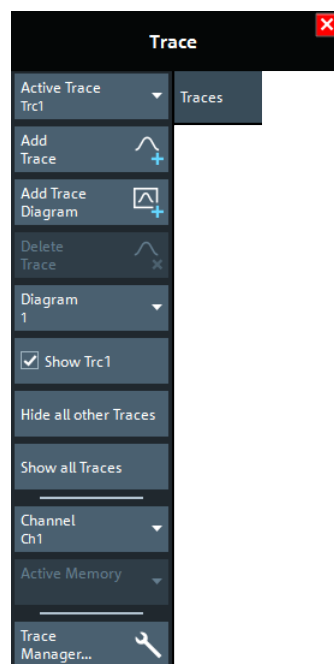 Trace
Active Trace
Trc1
Traces
Add
Trace
Add Trace
Diagram
Delete
Trace
Diagram
1
Show Trc1
Hide all other Traces
Show all Traces
Channel
Ch1
Active Memory
Trace
Manager...